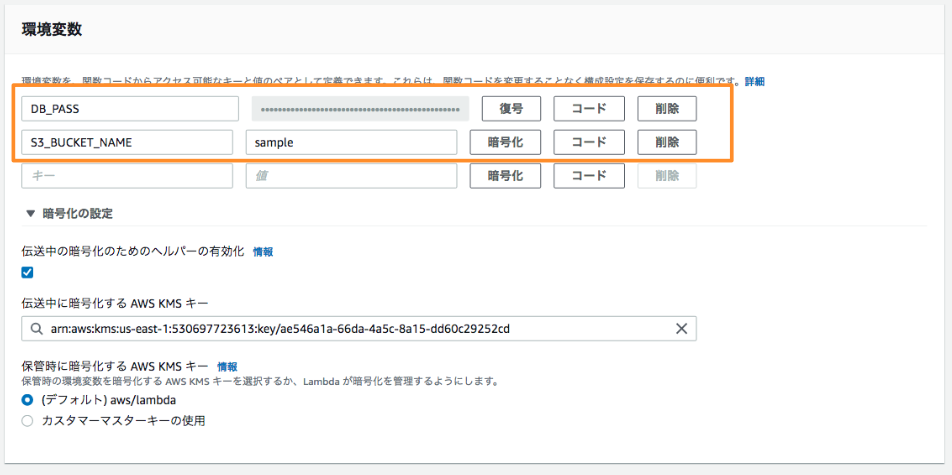 環境変数
環境変数を、関数コードからアクセス可能なキーと値のペアとして定義できます。これらは、関数コードを変更することなく構成設定を保存するのに便利です。詳細
DB_PASS 復号 コード 削除
S3_BUCKET_NAME sample 暗号化 コード 削除
キー 値 暗号化 コード 削除
▼ 暗号化の設定
伝送中の暗号化のためのヘルパーの有効化 情報
伝送中に暗号化する AWS KMS キー
arn:aws:kms:us-east-1:530697723613:key/ae546a1a-66da-4a5c-8a15-dd60c29252cd
保管時に暗号化する AWS KMS キー 情報
保管時の環境変数を暗号化する AWS KMS キーを選択するか、Lambda が暗号化を管理するようにします。
(デフォルト) aws/lambda
カスタマーマスターキーの使用